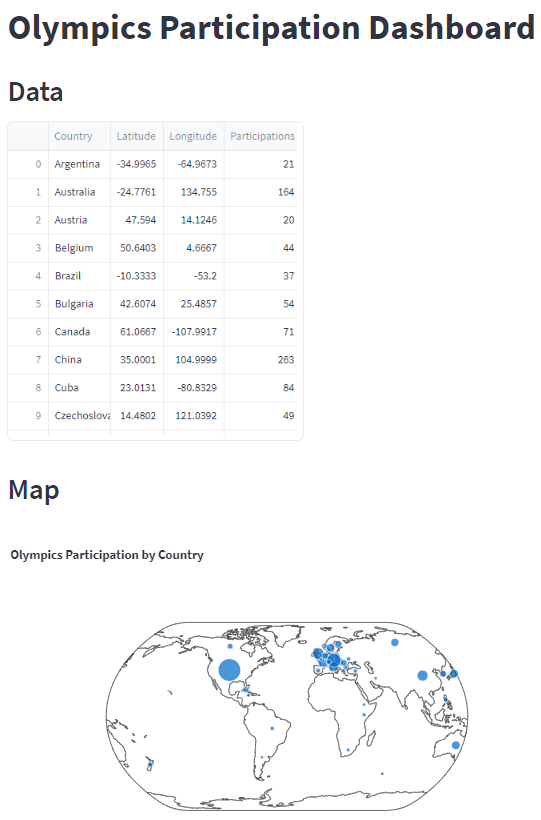 Olympics Participation Dashboard
Data
Country Latitude Longitude Participations
0 Argentina -34.9965 -64.9673 21
1 Australia -24.7761 134.755 164
2 Austria 47.594 14.1246 20
3 Belgium 50.6403 4.6667 44
4 Brazil -10.3333 -53.2 37
5 Bulgaria 42.6074 25.4857 54
6 Canada 61.0667 -107.9917 71
7 China 35.0001 104.9999 263
8 Cuba 23.0131 -80.8329 84
9 Czechoslova 14.4802 121.0392 49
Map
Olympics Participation by Country